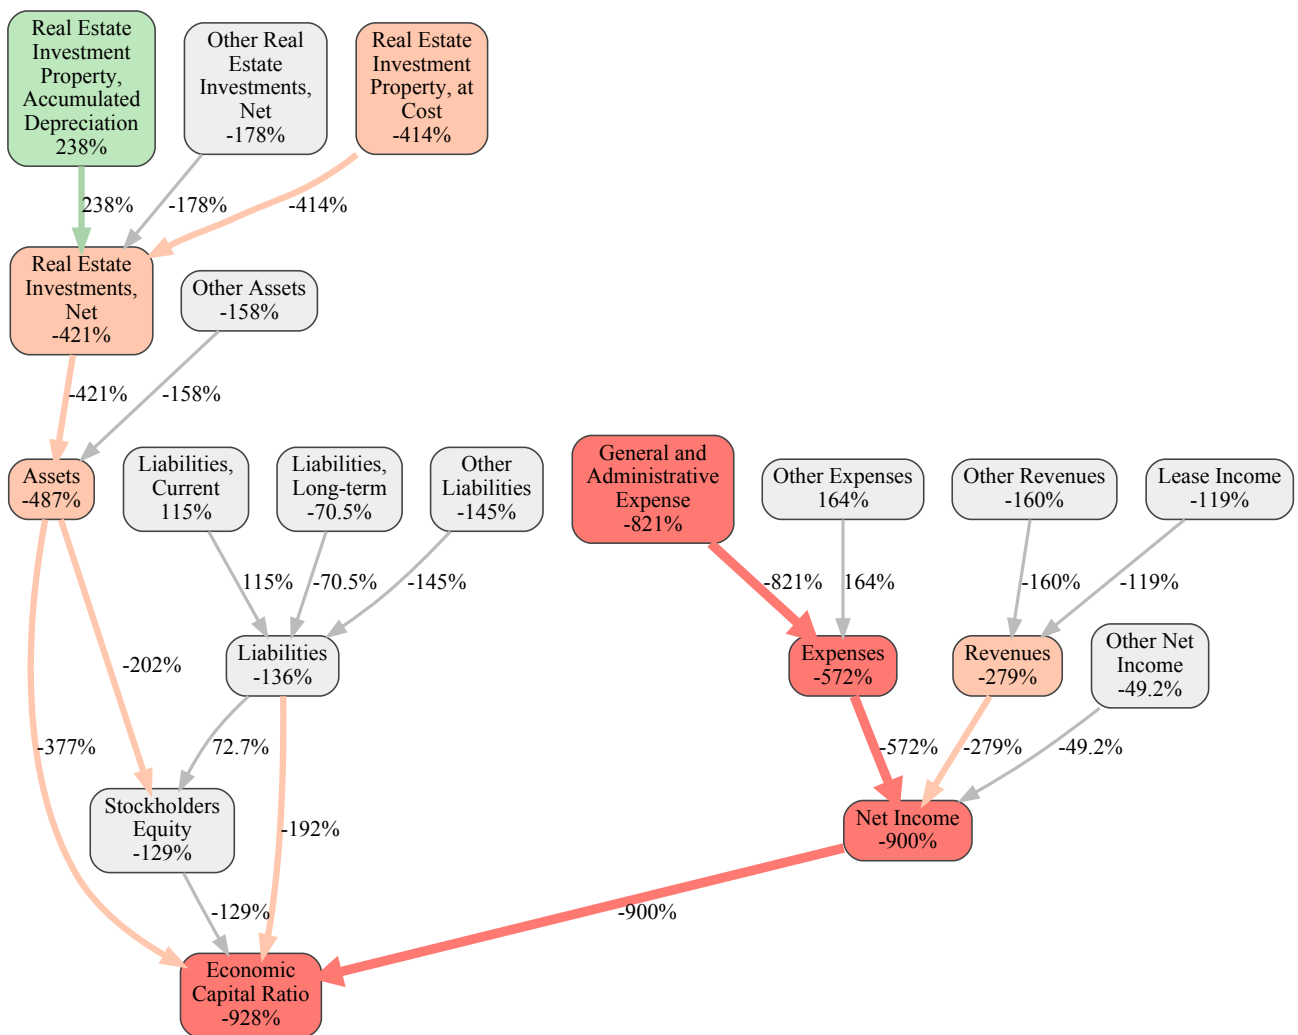 Real Estate
Investment
Property,
Accumulated
Depreciation
238%
Other Real
Estate
Investments,
Net
-178%
Real Estate
Investment
Property, at
Cost
-414%
238%
-178%
-414%
Real Estate
Investments,
Net
-421%
Other Assets
-158%
-421%
-158%
Assets
-487%
Liabilities,
Current
115%
Liabilities,
Long-term
-70.5%
Other
Liabilities
-145%
General and
Administrative
Expense
-821%
Other Expenses
164%
Other Revenues
-160%
Lease Income
-119%
115%
-70.5%
-145%
-821%
164%
-160%
-119%
-202%
Liabilities
-136%
Expenses
-572%
Revenues
-279%
Other Net
Income
-49.2%
-377%
72.7%
-572%
-279%
-49.2%
Stockholders
Equity
-129%
-192%
Net Income
-900%
-129%
-900%
Economic
Capital Ratio
-928%